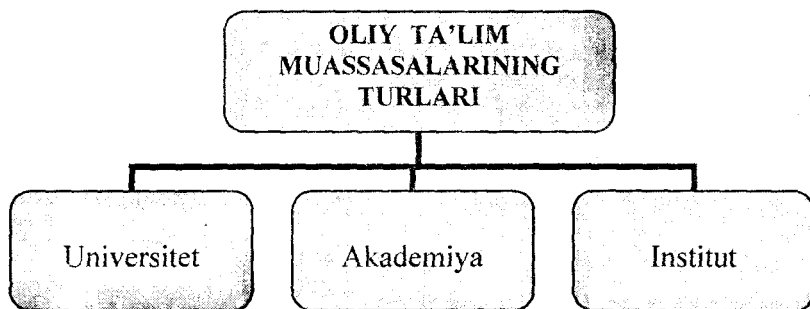 OLIY TA’LIM
MUASSASALARINING
TURLARI
Universitet
Akademiya
Institut